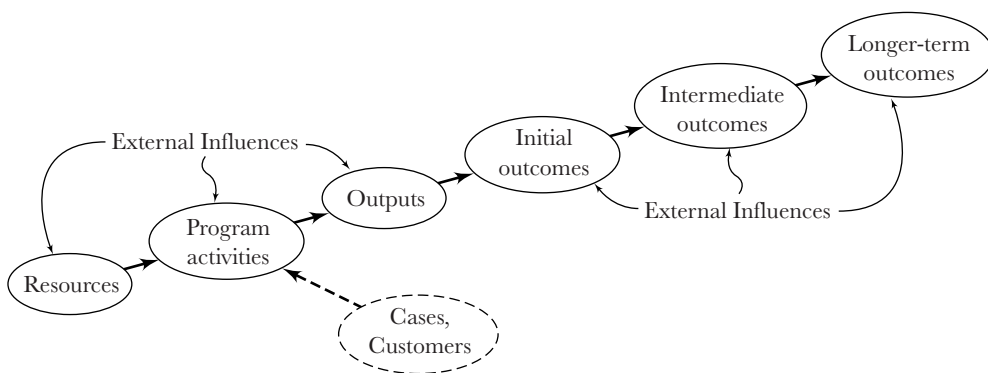 Longer-term
outcomes
Intermediate
outcomes
Initial
outcomes
External Influences
Outputs
External Influences
Program
activities
Resources
Cases,
Customers